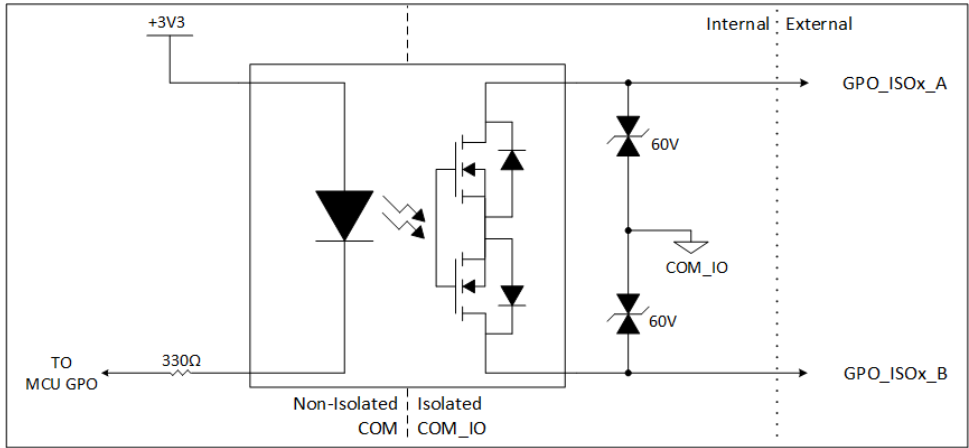 +3V3
Internal
External
GPO_ISOx_A
60V
COM_IO
60V
TO
MCU GPO
330Ω
GPO_ISOx_B
Non-Isolated
COM
Isolated
COM_IO